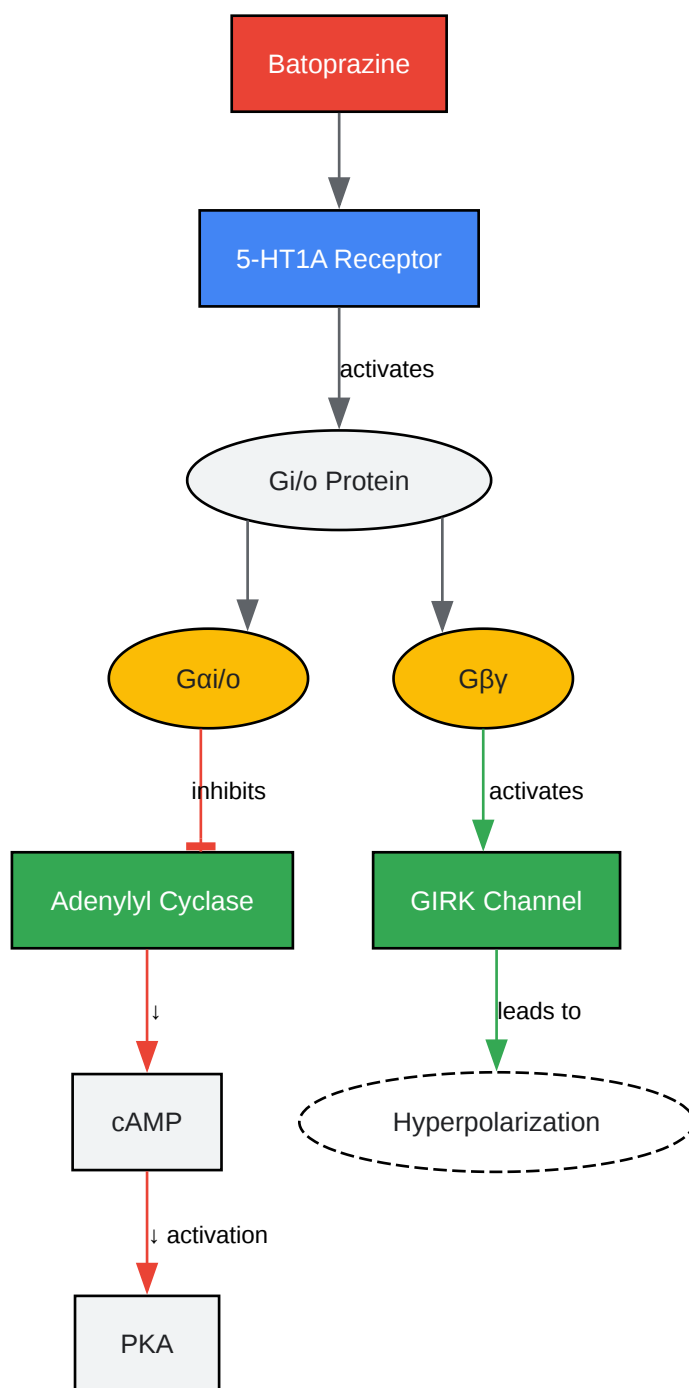 Batoprazine
5-HT1A Receptor
activates
Gi/o Protein
Gαi/o
Gβγ
inhibits
activates
Adenylyl Cyclase
GIRK Channel
↓
leads to
cAMP
Hyperpolarization
↓ activation
PKA